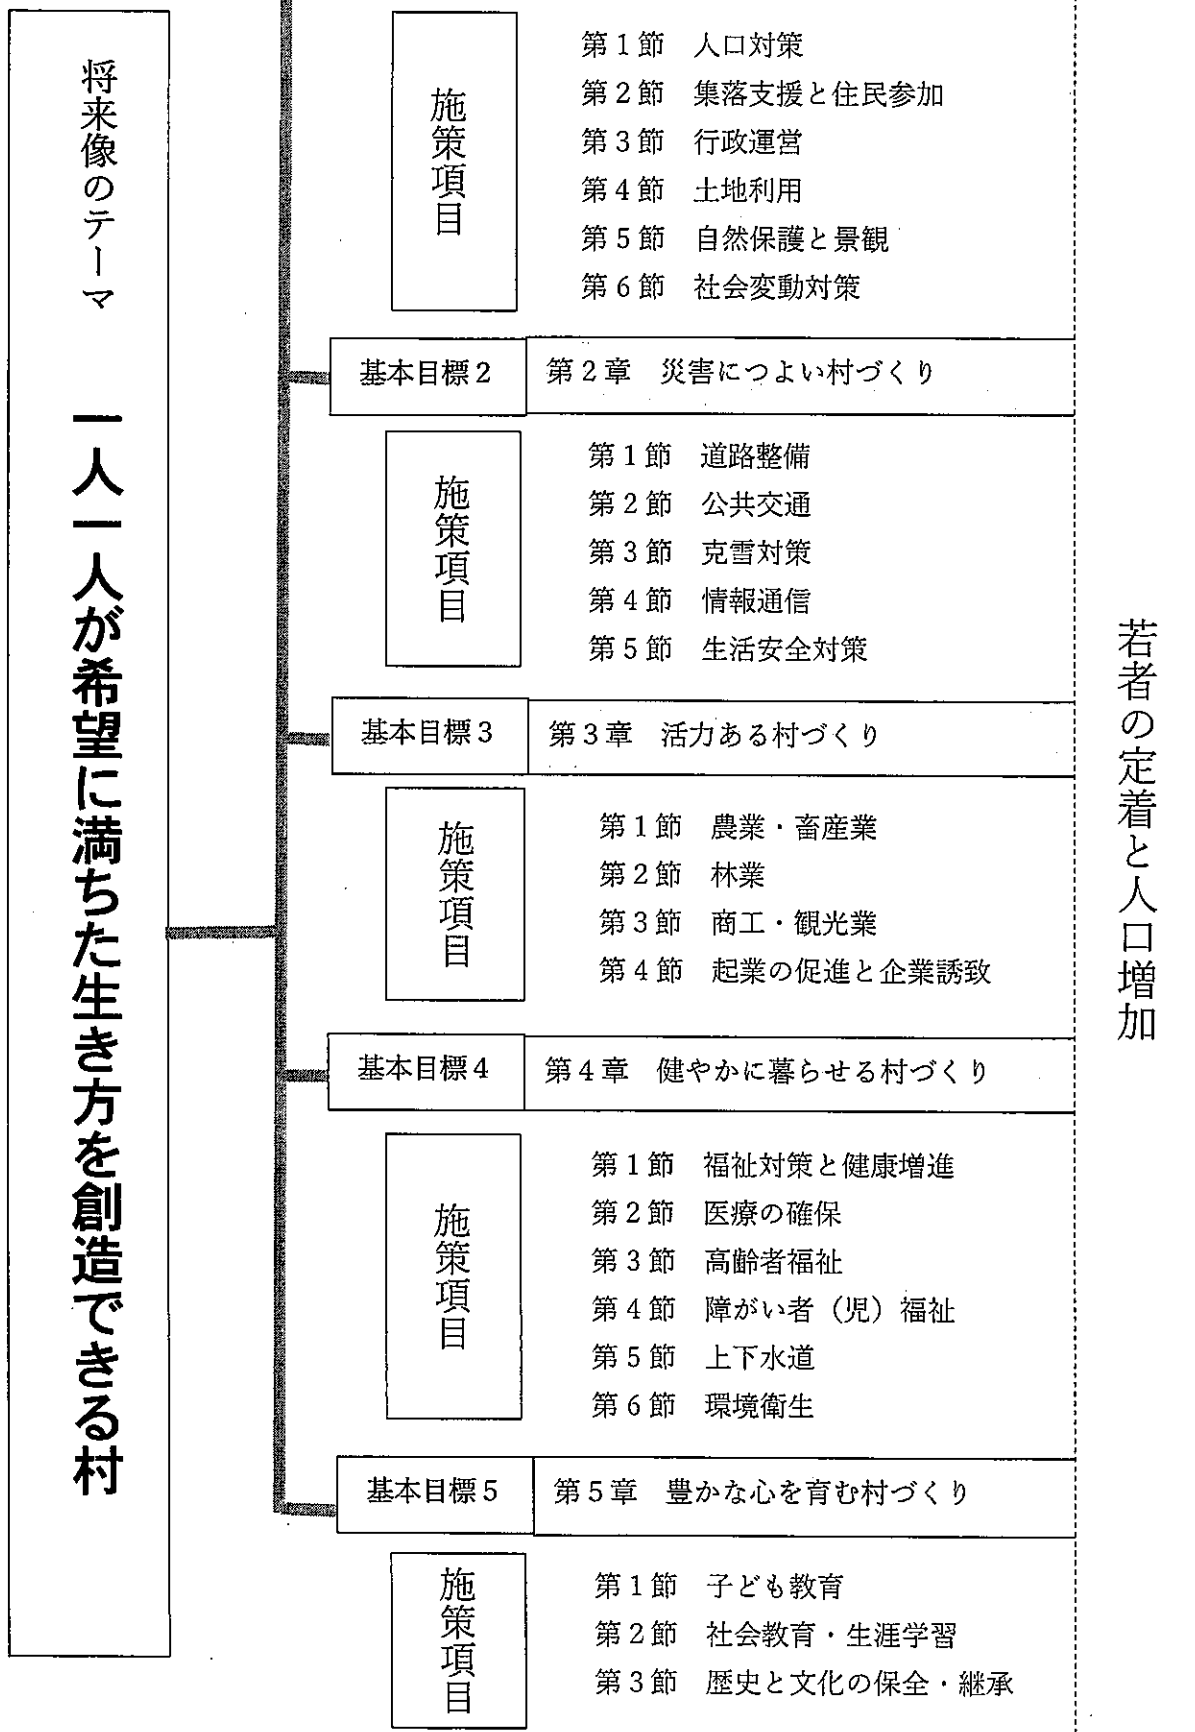 将来像のテーマ　一人一人が希望に満ちた生き方を創造できる村
施策項目
第1節　人口対策
第2節　集落支援と住民参加
第3節　行政運営
第4節　土地利用
第5節　自然保護と景観
第6節　社会変動対策
基本目標2　第2章　災害につよい村づくり
施策項目
第1節　道路整備
第2節　公共交通
第3節　克雪対策
第4節　情報通信
第5節　生活安全対策
基本目標3　第3章　活力ある村づくり
施策項目
第1節　農業・畜産業
第2節　林業
第3節　商工・観光業
第4節　起業の促進と企業誘致
基本目標4　第4章　健やかに暮らせる村づくり
施策項目
第1節　福祉対策と健康増進
第2節　医療の確保
第3節　高齢者福祉
第4節　障がい者（児）福祉
第5節　上下水道
第6節　環境衛生
基本目標5　第5章　豊かな心を育む村づくり
施策項目
第1節　子ども教育
第2節　社会教育・生涯学習
第3節　歴史と文化の保全・継承
若者の定着と人口増加